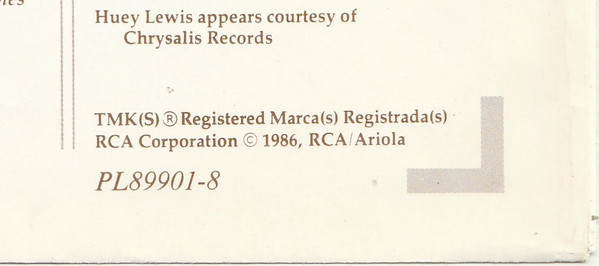 Huey Lewis appears courtesy of
Chrysalis Records
TMK(S) ® Registered Marca(s) Registrada(s)
RCA Corporation © 1986, RCA/Ariola
PL89901-8